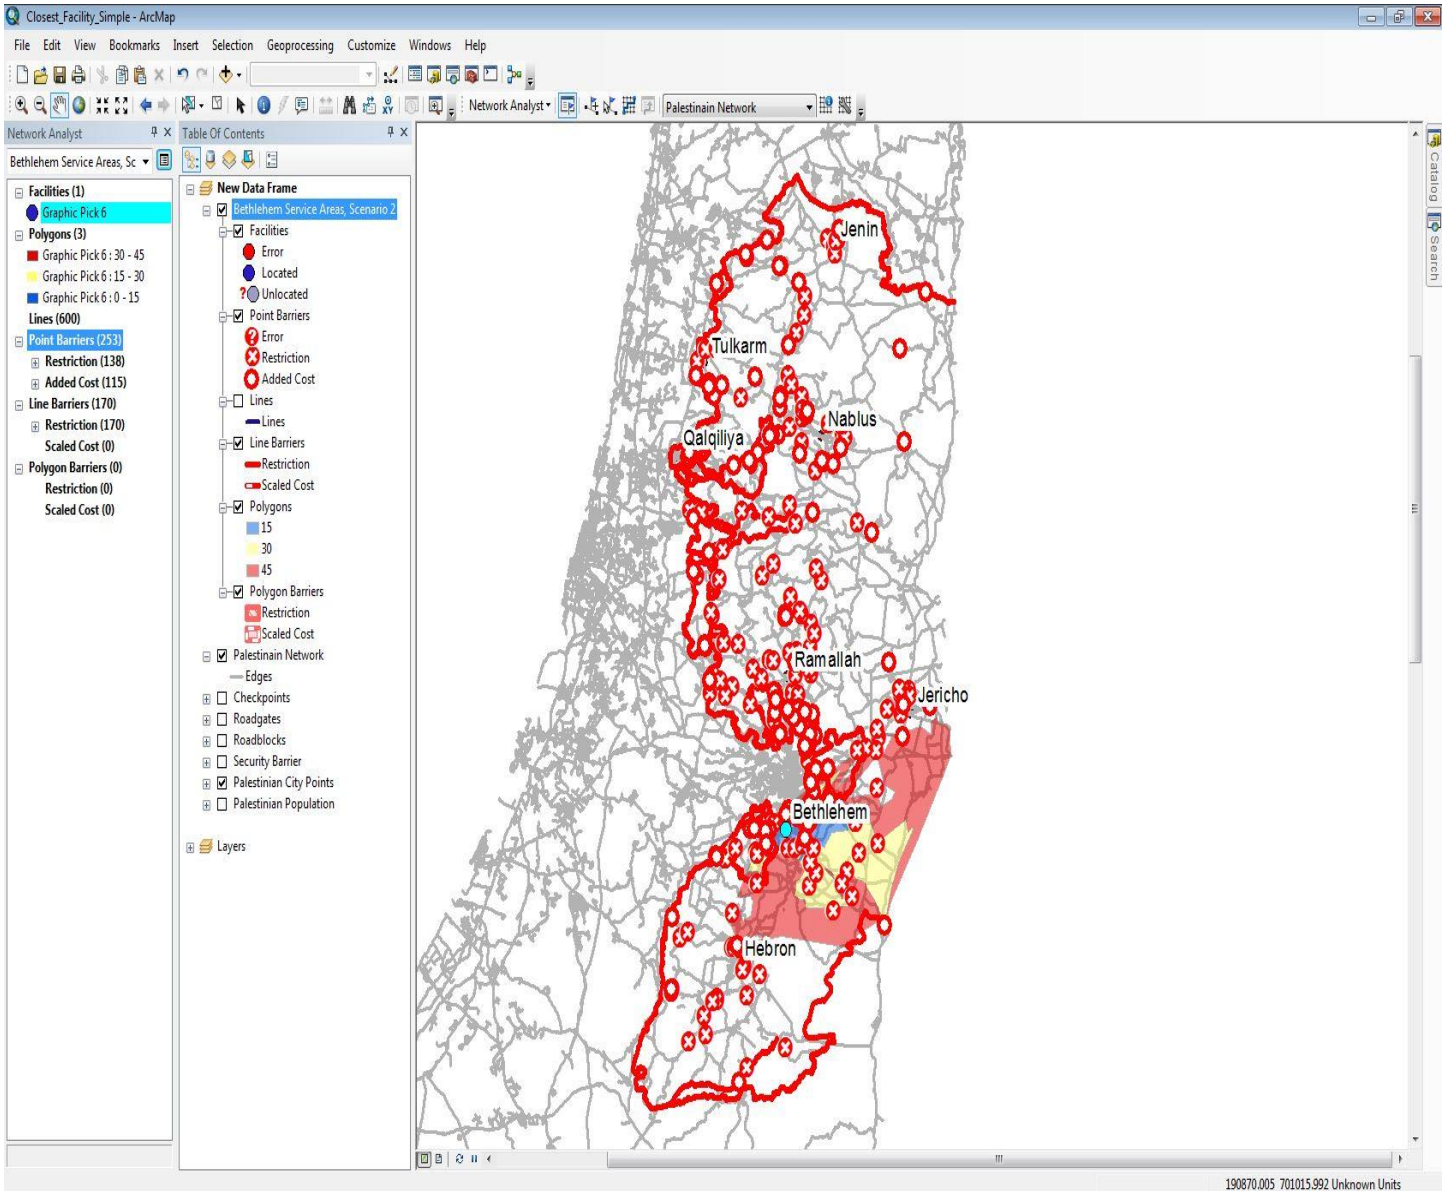 Closest_Facility_Simple - ArcMap
File Edit View Bookmarks Insert Selection Geoprocessing Customize Windows Help
Network Analyst
Palestinain Network
Network Analyst
Bethlehem Service Areas, Sc
Facilities (1)
Graphic Pick 6
Polygons (3)
Graphic Pick 6 : 30 - 45
Graphic Pick 6 : 15 - 30
Graphic Pick 6 : 0 - 15
Lines (600)
Point Barriers (253)
Restriction (138)
Added Cost (115)
Line Barriers (170)
Restriction (170)
Scaled Cost (0)
Polygon Barriers (0)
Restriction (0)
Scaled Cost (0)
Table Of Contents
New Data Frame
Bethlehem Service Areas, Scenario 2
Facilities
Error
Located
Unlocated
Point Barriers
Error
Restriction
Added Cost
Lines
Lines
Line Barriers
Restriction
Scaled Cost
Polygons
15
30
45
Polygon Barriers
Restriction
Scaled Cost
Palestinain Network
Edges
Checkpoints
Roadgates
Roadblocks
Security Barrier
Palestinian City Points
Palestinian Population
Layers
Jenin
Tulkarm
Nablus
Qalqiliya
Ramallah
Jericho
Bethlehem
Hebron
Catalog
Search
190870.005 701015.992 Unknown Units